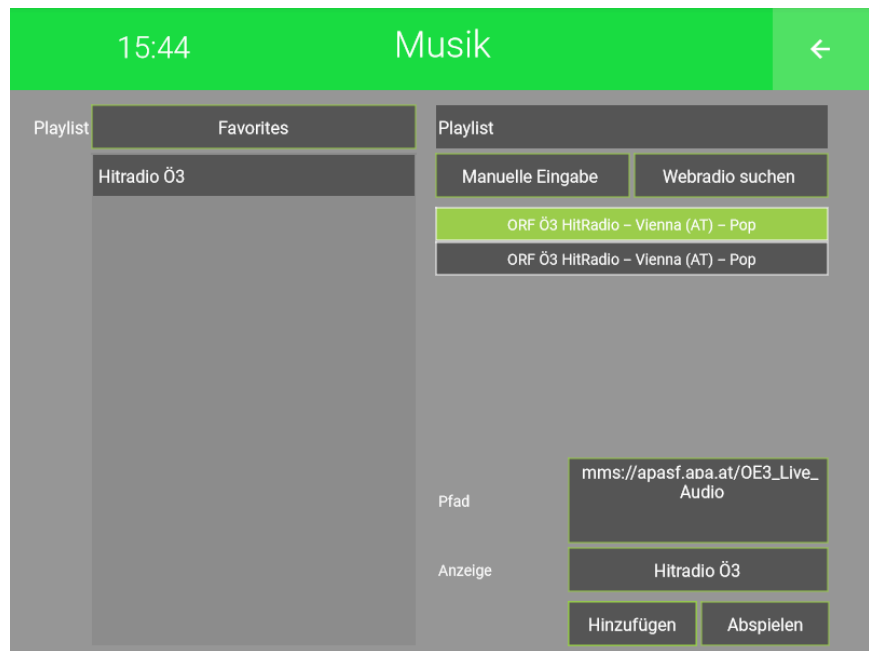 15:44
Musik
Playlist
Favorites
Hitradio Ö3
Playlist
Manuelle Eingabe
Webradio suchen
ORF Ö3 HitRadio – Vienna (AT) – Pop
ORF Ö3 HitRadio – Vienna (AT) – Pop
Pfad
mms://apasf.apa.at/OE3_Live_
Audio
Anzeige
Hitradio Ö3
Hinzufügen
Abspielen